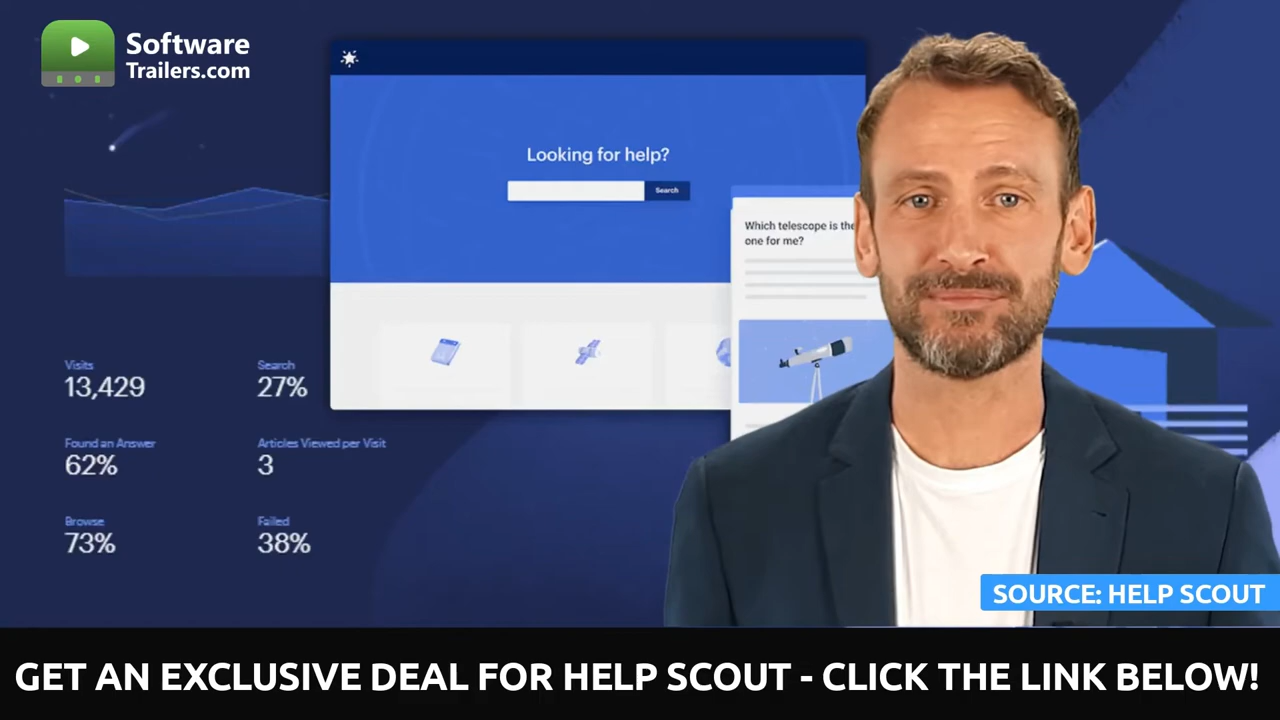 Software
Trailers.com
Looking for help?
Search
Which telescope is the
one for me?
Visits
13,429
Search
27%
Found an Answer
62%
Articles Viewed per Visit
3
Browse
73%
Failed
38%
SOURCE: HELP SCOUT
GET AN EXCLUSIVE DEAL FOR HELP SCOUT - CLICK THE LINK BELOW!